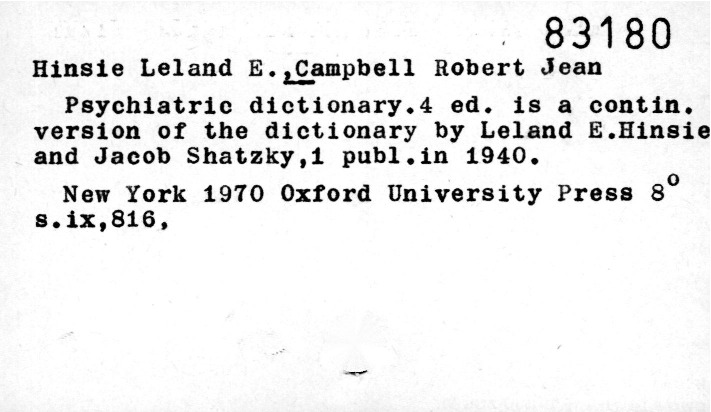 83180
Hinsie Leland E.,Campbell Robert Jean
Psychiatric dictionary.4 ed. is a contin.
version of the dictionary by Leland E.Hinsie
and Jacob Shatzky,1 publ.in 1940.
New York 1970 Oxford University Press 8°
s.ix,816,